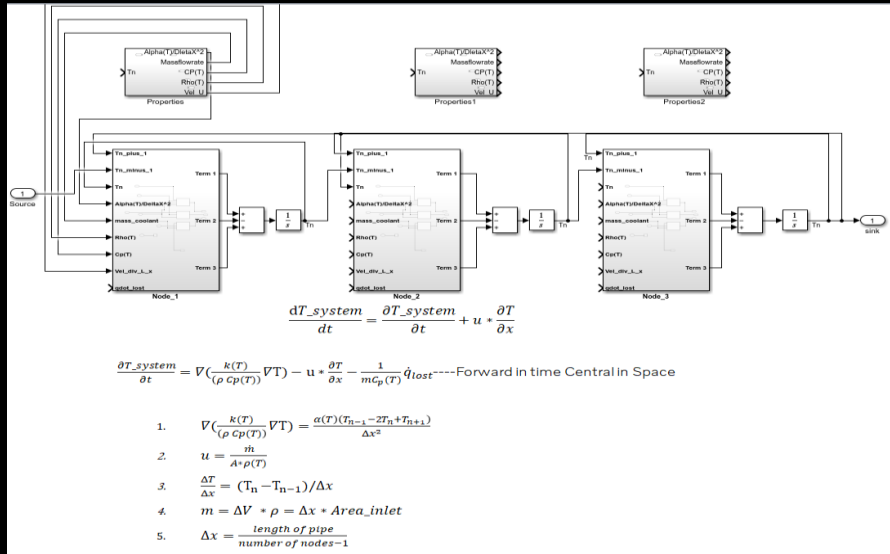 Alpha(T)/DletaX^2
Massflowrate
Tn
CP(T)
Rho(T)
Vel_U
Properties
Alpha(T)/DletaX^2
Massflowrate
Tn
CP(T)
Rho(T)
Vel_U
Properties1
Alpha(T)/DletaX^2
Massflowrate
Tn
CP(T)
Rho(T)
Vel_U
Properties2
1
Source
Tn_plus_1
Tn_minus_1
Tn
Alpha(T)/DeltaX^2
mass_coolant
Rho(T)
Cp(T)
Vel_div_L_x
qdot_lost
Term 1
Term 2
Term 3
Node_1
+
-
+
1/s
Tn
Tn_plus_1
Tn_minus_1
Tn
Alpha(T)/DeltaX^2
mass_coolant
Rho(T)
Cp(T)
Vel_div_L_x
qdot_lost
Term 1
Term 2
Term 3
Node_2
+
-
+
1/s
Tn
Tn
Tn_plus_1
Tn_minus_1
Tn
Alpha(T)/DeltaX^2
mass_coolant
Rho(T)
Cp(T)
Vel_div_L_x
qdot_lost
Term 1
Term 2
Term 3
Node_3
+
-
+
1/s
Tn
1
sink
dT_system/dt = ∂T_system/∂t + u * ∂T/∂x
∂T_system/∂t = ∇(k(T)/(ρ Cp(T)) ∇T) − u * ∂T/∂x − 1/(mC_p(T)) q̇_lost----Forward in time Central in Space
1. ∇(k(T)/(ρ Cp(T)) ∇T) = α(T)(T_{n−1}−2T_n+T_{n+1})/Δx²
2. u = ṁ/(A*ρ(T))
3. ΔT/Δx = (T_n − T_{n−1})/Δx
4. m = ΔV * ρ = Δx * Area_inlet
5. Δx = length of pipe/number of nodes−1